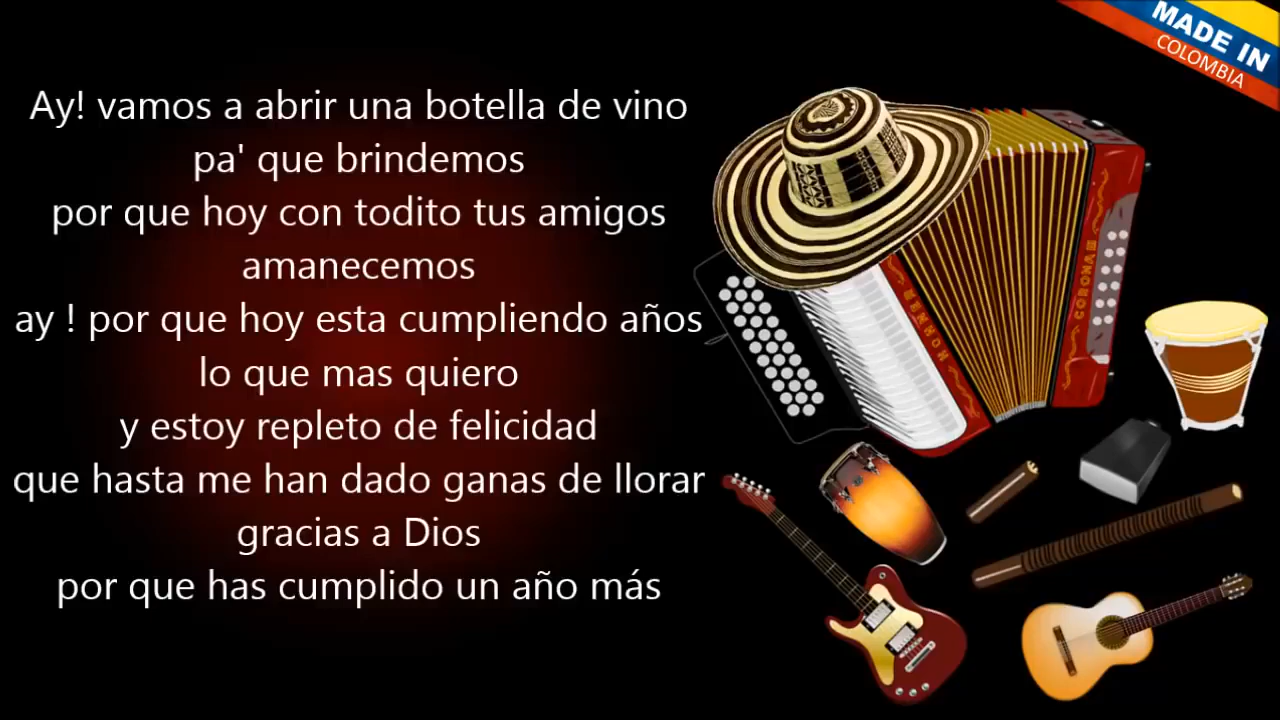 MADE IN
COLOMBIA
Ay! vamos a abrir una botella de vino
pa' que brindemos
por que hoy con todito tus amigos
amanecemos
ay ! por que hoy esta cumpliendo años
lo que mas quiero
y estoy repleto de felicidad
que hasta me han dado ganas de llorar
gracias a Dios
por que has cumplido un año más
CORONA III